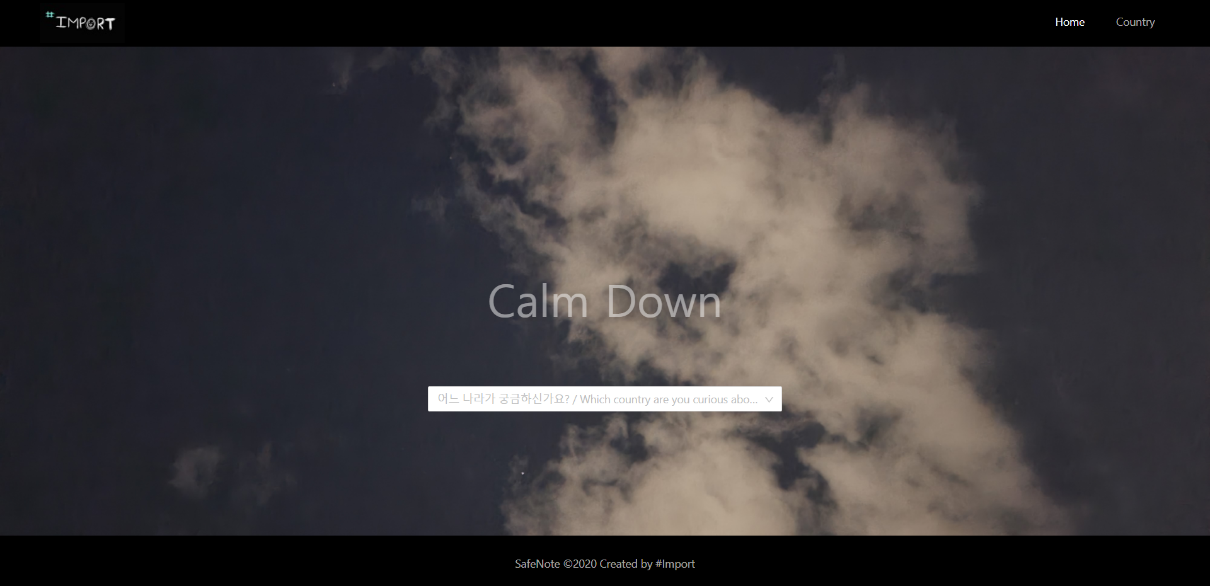 #IMPORT
Home
Country
Calm Down
어느 나라가 궁금하신가요? / Which country are you curious abo...
SafeNote ©2020 Created by #Import